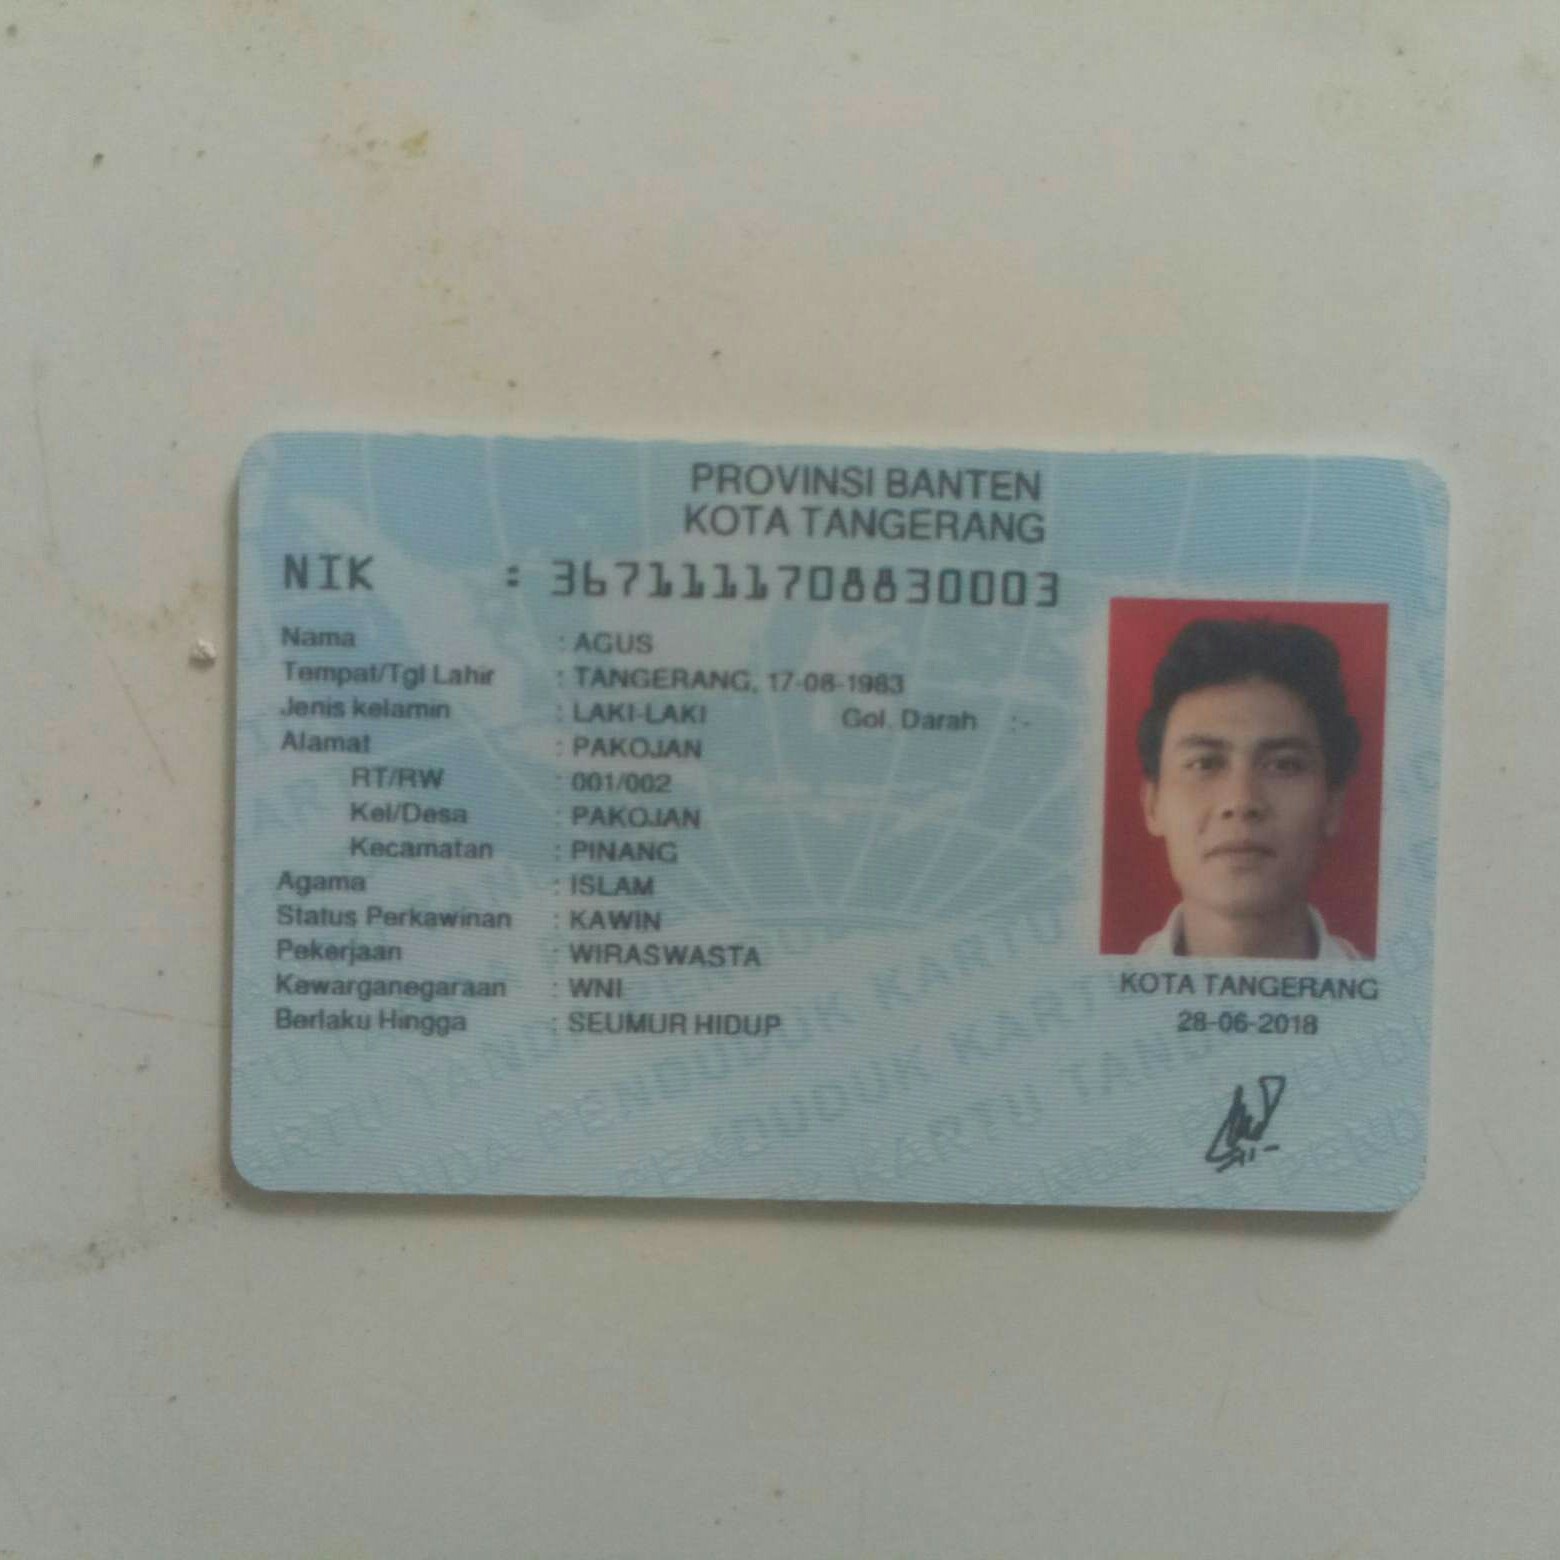 PROVINSI BANTEN
KOTA TANGERANG
NIK : 3671111708830003
Nama : AGUS
Tempat/Tgl Lahir : TANGERANG, 17-08-1983
Jenis kelamin : LAKI-LAKI Gol. Darah :-
Alamat : PAKOJAN
RT/RW : 001/002
Kel/Desa : PAKOJAN
Kecamatan : PINANG
Agama : ISLAM
Status Perkawinan : KAWIN
Pekerjaan : WIRASWASTA
Kewarganegaraan : WNI
Berlaku Hingga : SEUMUR HIDUP
KOTA TANGERANG
28-06-2018